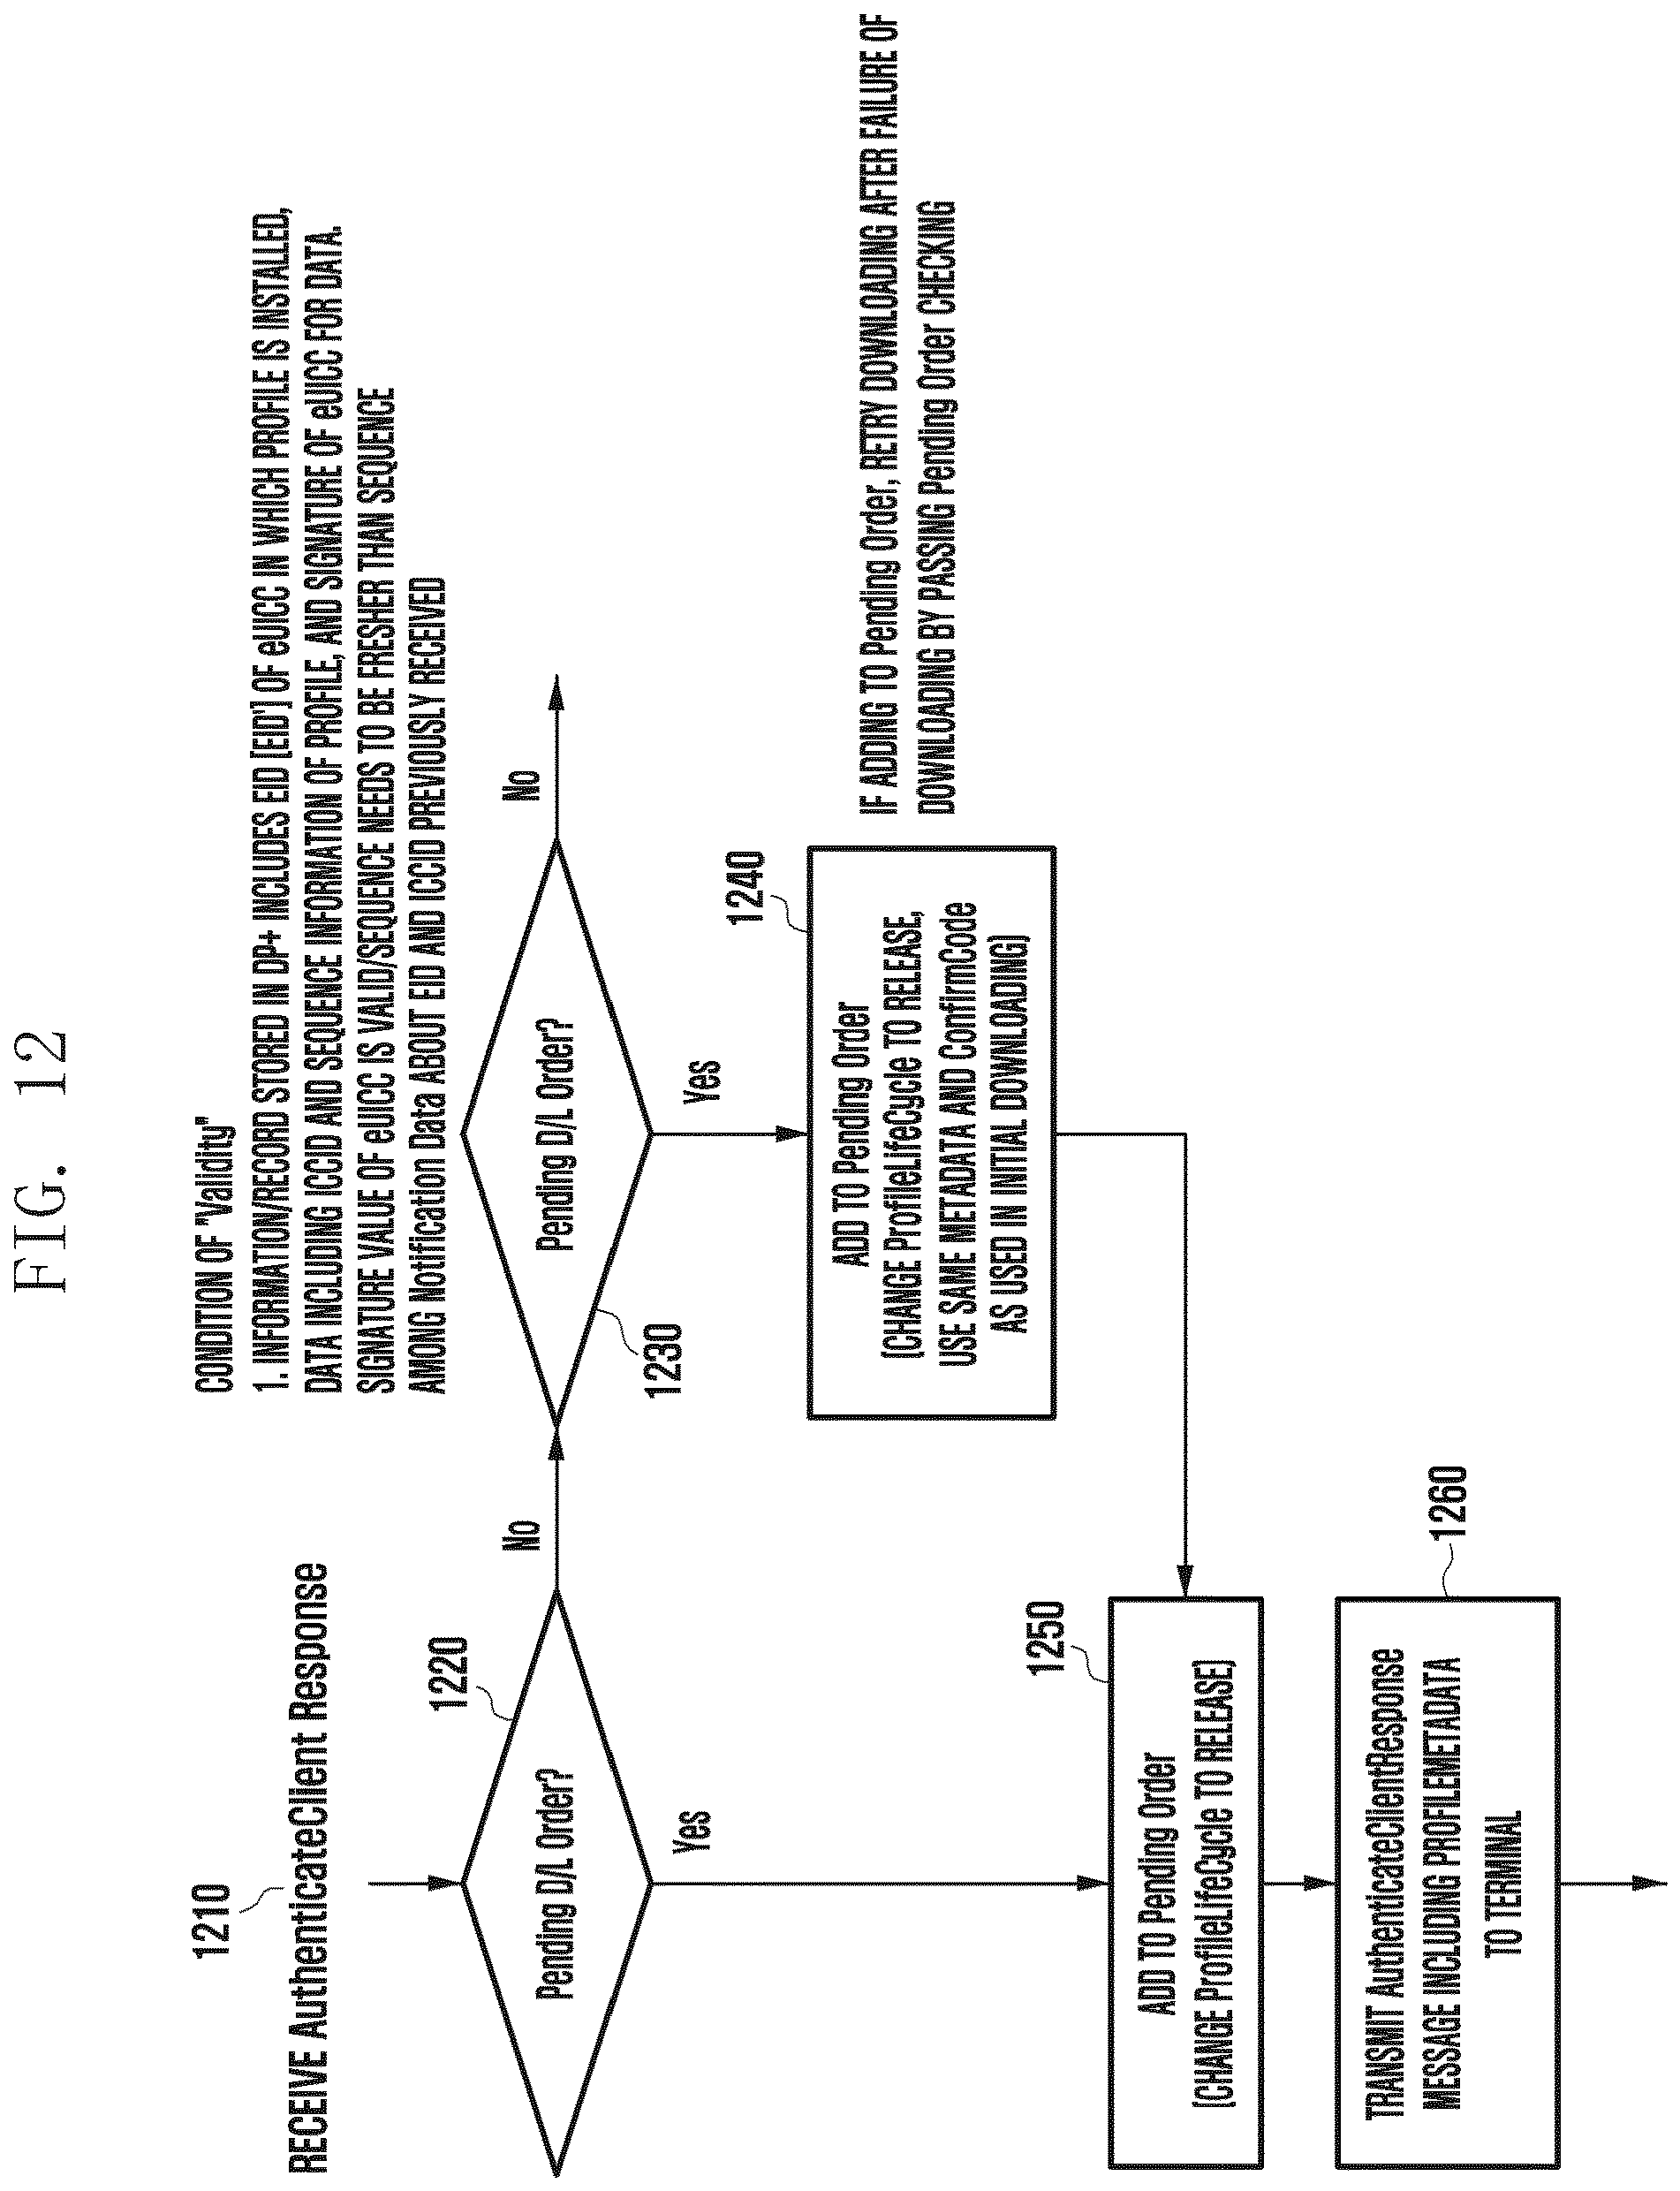 FIG. 12
CONDITION OF "Validity"
1. INFORMATION/RECORD STORED IN DP+ INCLUDES EID [EID'] OF eUICC IN WHICH PROFILE IS INSTALLED,
DATA INCLUDING ICCID AND SEQUENCE INFORMATION OF PROFILE, AND SIGNATURE OF eUICC FOR DATA.
SIGNATURE VALUE OF eUICC IS VALID/SEQUENCE NEEDS TO BE FRESHER THAN SEQUENCE
AMONG Notification Data ABOUT EID AND ICCID PREVIOUSLY RECEIVED
1210
RECEIVE AuthenticateClient Response
1220
Pending D/L Order?
No
Yes
1230
Pending D/L Order?
No
Yes
1240
ADD TO Pending Order
(CHANGE ProfileLifeCycle TO RELEASE,
USE SAME METADATA AND ConfirmCode
AS USED IN INITIAL DOWNLOADING)
IF ADDING TO Pending Order, RETRY DOWNLOADING AFTER FAILURE OF
DOWNLOADING BY PASSING Pending Order CHECKING
1250
ADD TO Pending Order
(CHANGE ProfileLifeCycle TO RELEASE)
1260
TRANSMIT AuthenticateClientResponse
MESSAGE INCLUDING PROFILEMETADATA
TO TERMINAL